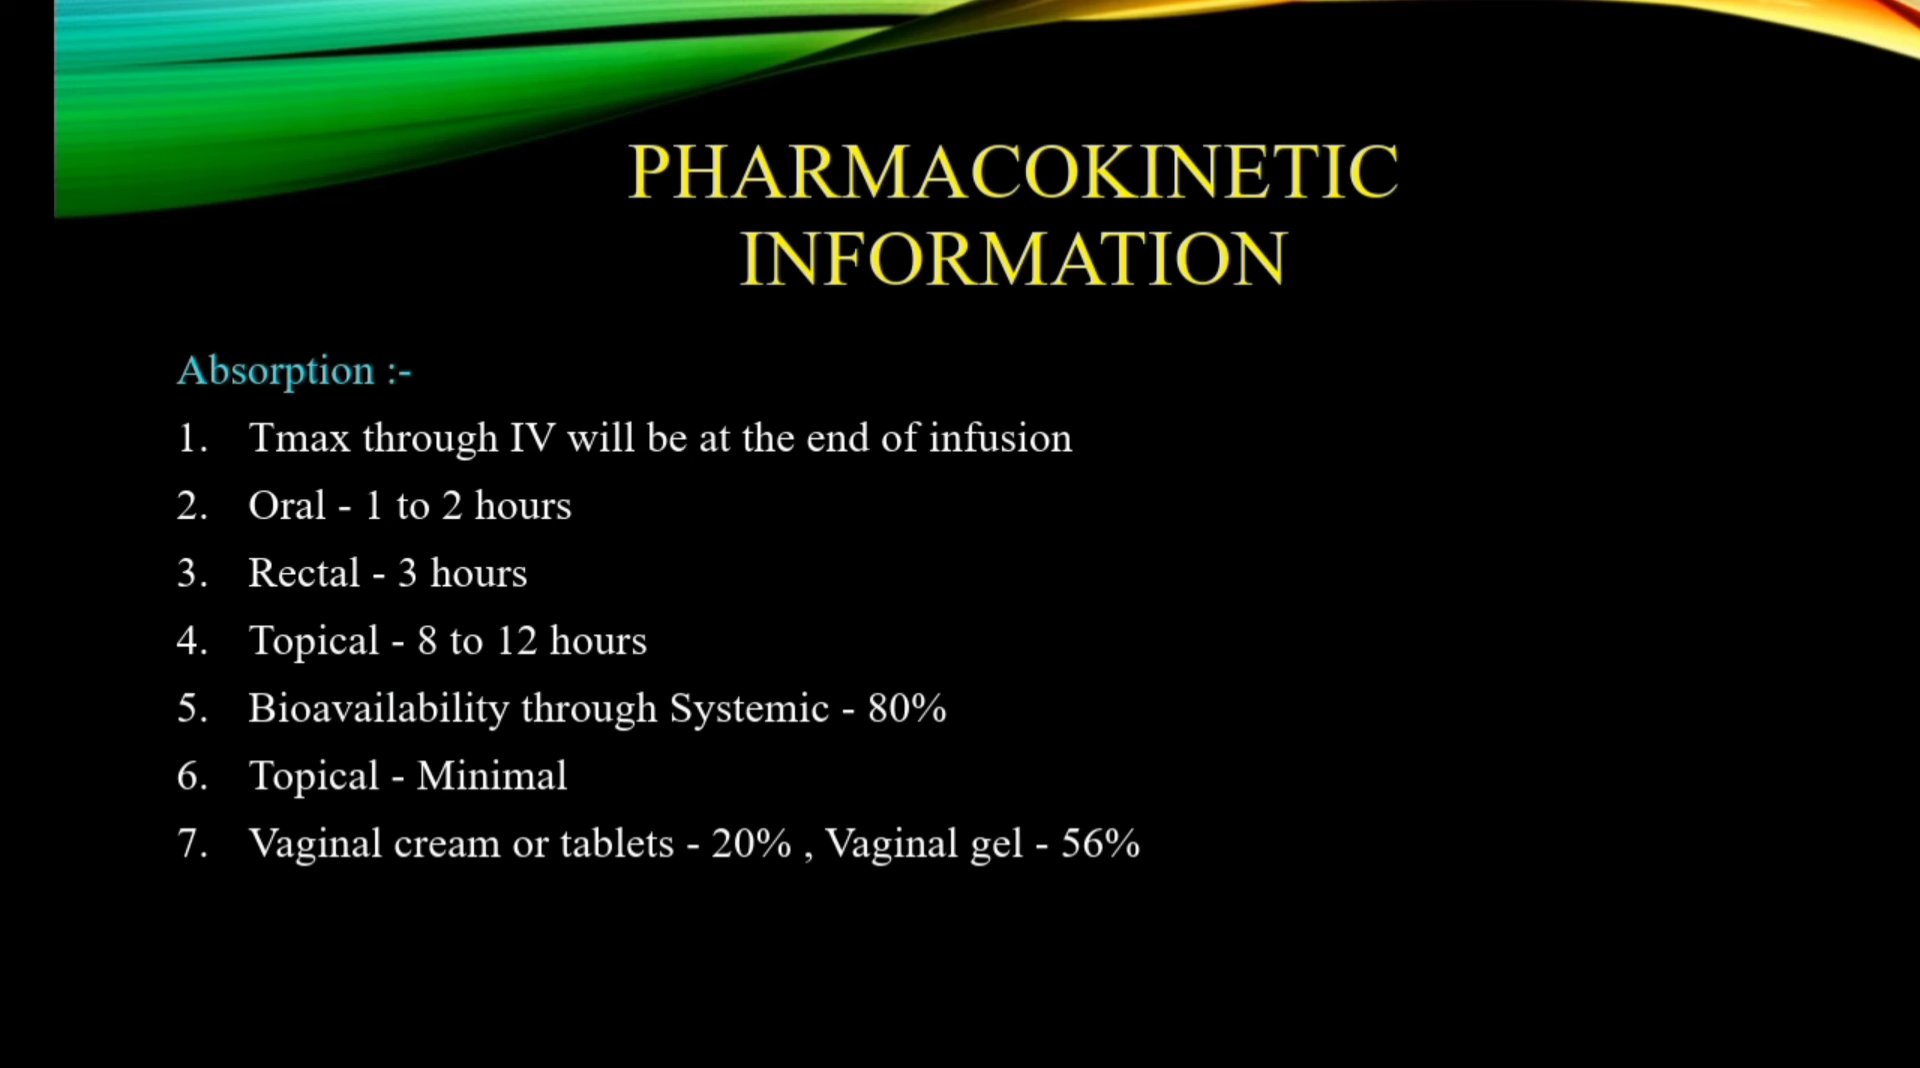 PHARMACOKINETIC
INFORMATION
Absorption :-
1. Tmax through IV will be at the end of infusion
2. Oral - 1 to 2 hours
3. Rectal - 3 hours
4. Topical - 8 to 12 hours
5. Bioavailability through Systemic - 80%
6. Topical - Minimal
7. Vaginal cream or tablets - 20% , Vaginal gel - 56%